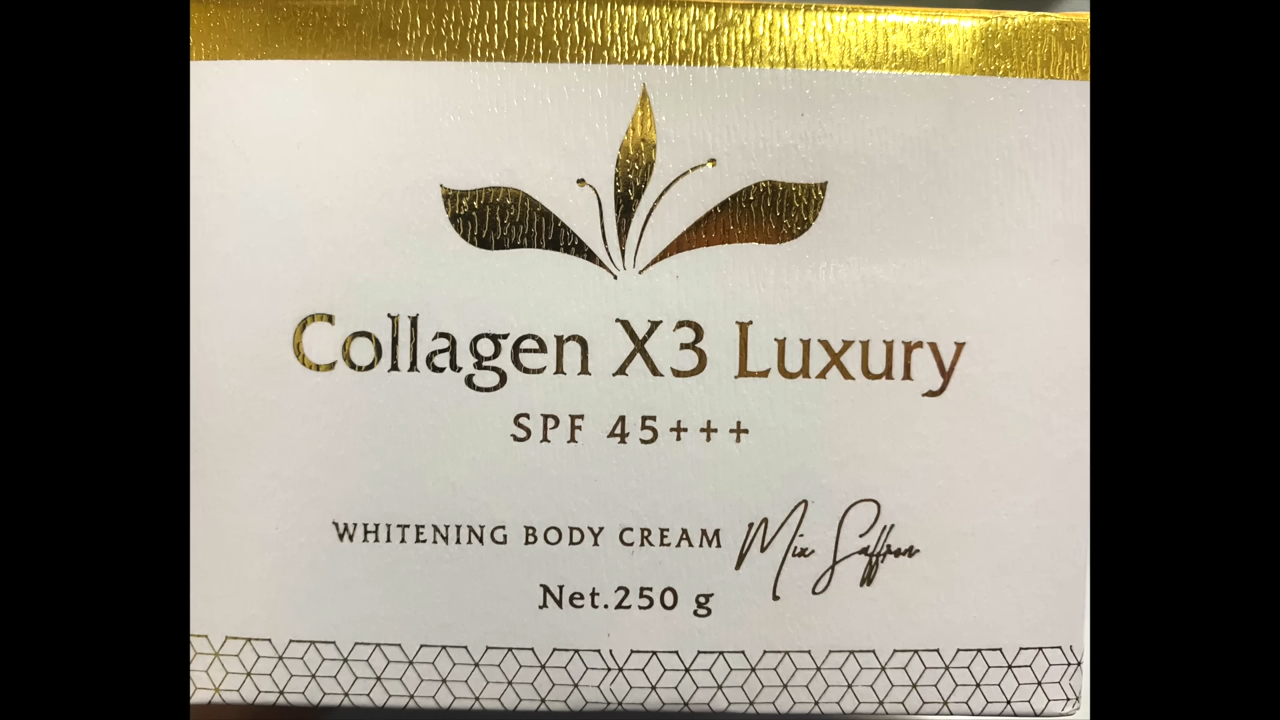 Collagen X3 Luxury
SPF 45+++
WHITENING BODY CREAM Mix Saffron
Net.250 g